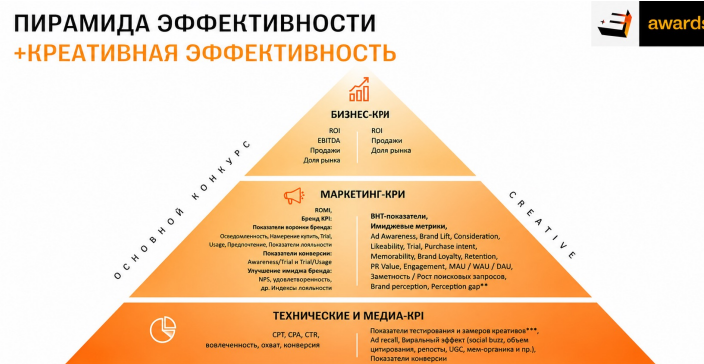 ПИРАМИДА ЭФФЕКТИВНОСТИ
+КРЕАТИВНАЯ ЭФФЕКТИВНОСТЬ
awards
БИЗНЕС-КРИ
ROI
EBITDA
Продажи
Доля рынка
ROI
Продажи
Доля рынка
ОСНОВНОЙ КОНКУРС
CREATIVE
МАРКЕТИНГ-КРИ
ROMI,
Бренд KPI:
Показатели воронки бренда:
Осведомленность, Намерение купить, Trial,
Usage, Предпочтение, Показатели лояльности
Показатели конверсии:
Awareness/Trial и Trial/Usage
Улучшение имиджа бренда:
NPS, удовлетворенность,
др. Индексы лояльности
ВНТ-показатели,
Имиджевые метрики,
Ad Awareness, Brand Lift, Consideration,
Likeability, Trial, Purchase intent,
Memorability, Brand Loyalty, Retention,
PR Value, Engagement, MAU / WAU / DAU,
Заметность / Рост поисковых запросов,
Brand perception, Perception gap**
ТЕХНИЧЕСКИЕ И МЕДИА-KPI
CPT, CPA, CTR,
вовлеченность, охват, конверсия
Показатели тестирования и замеров креативов***,
Ad recall, Виральный эффект (social buzz, объем
цитирования, репосты, UGC, мем-органика и пр.),
Показатели конверсии